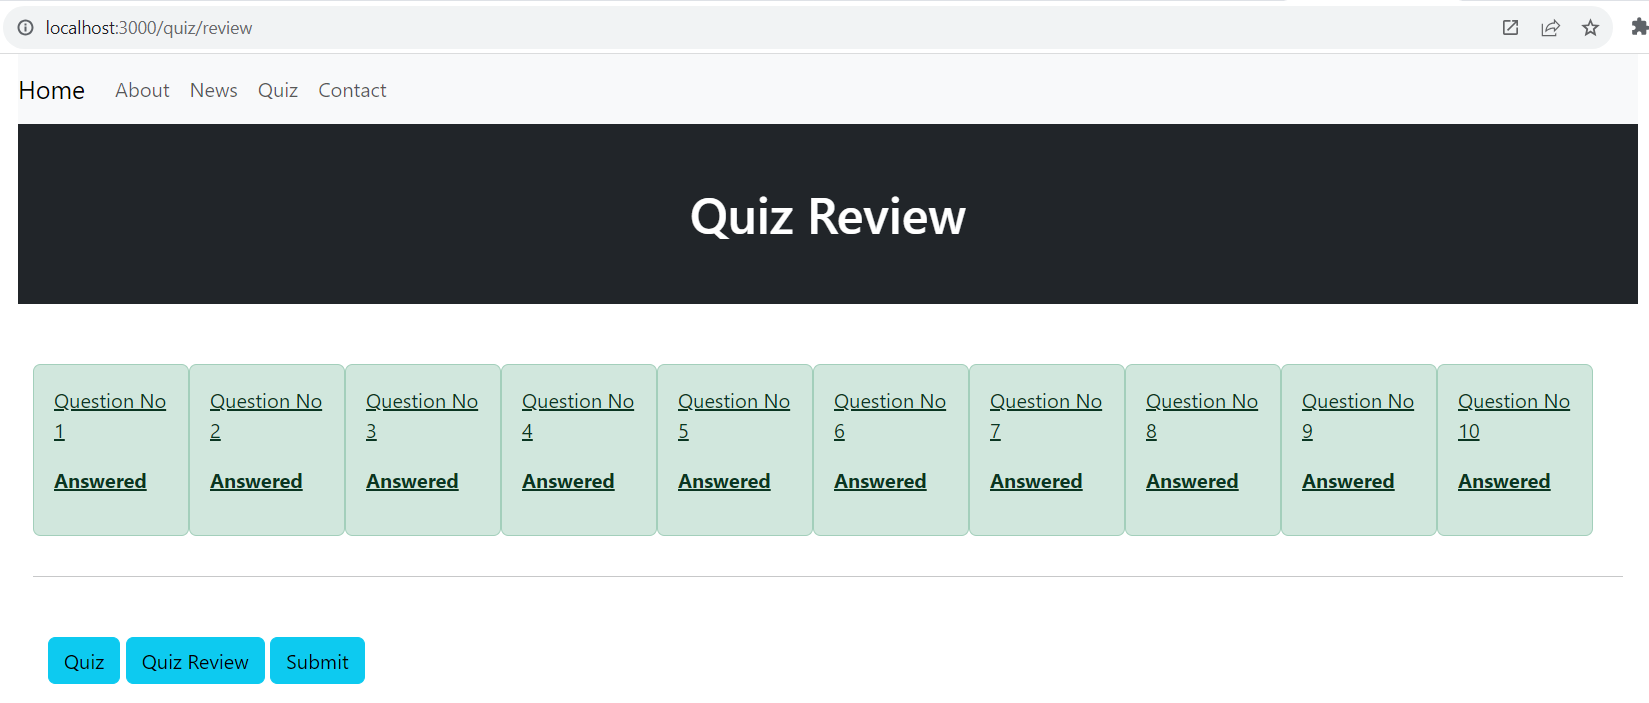 localhost:3000/quiz/review
Home About News Quiz Contact
Quiz Review
Question No 1 Answered
Question No 2 Answered
Question No 3 Answered
Question No 4 Answered
Question No 5 Answered
Question No 6 Answered
Question No 7 Answered
Question No 8 Answered
Question No 9 Answered
Question No 10 Answered
Quiz Quiz Review Submit